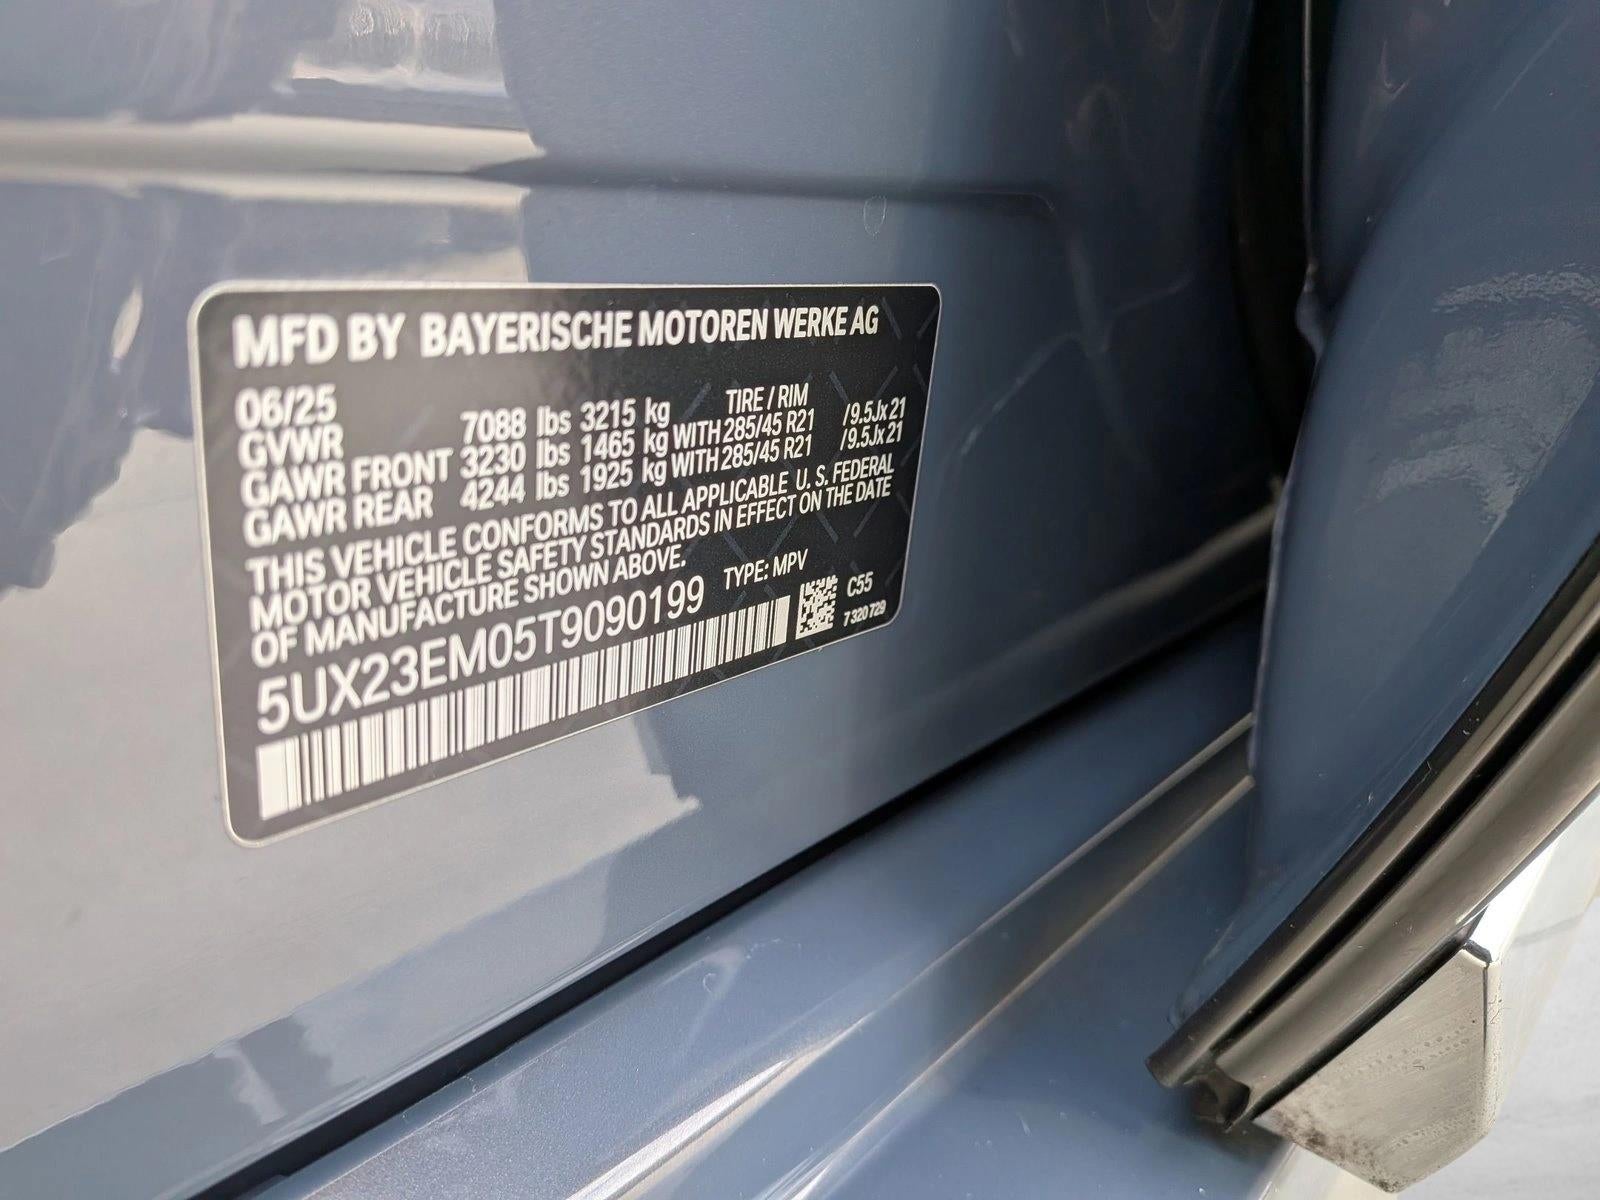 MFD BY BAYERISCHE MOTOREN WERKE AG
06/25 TIRE / RIM
GVWR 7088 lbs 3215 kg
GAWR FRONT 3230 lbs 1465 kg WITH 285/45 R21 /9.5Jx21
GAWR REAR 4244 lbs 1925 kg WITH 285/45 R21 /9.5Jx21
THIS VEHICLE CONFORMS TO ALL APPLICABLE U. S. FEDERAL
MOTOR VEHICLE SAFETY STANDARDS IN EFFECT ON THE DATE
OF MANUFACTURE SHOWN ABOVE.
5UX23EM05T9090199 TYPE: MPV
C55
7 320 729